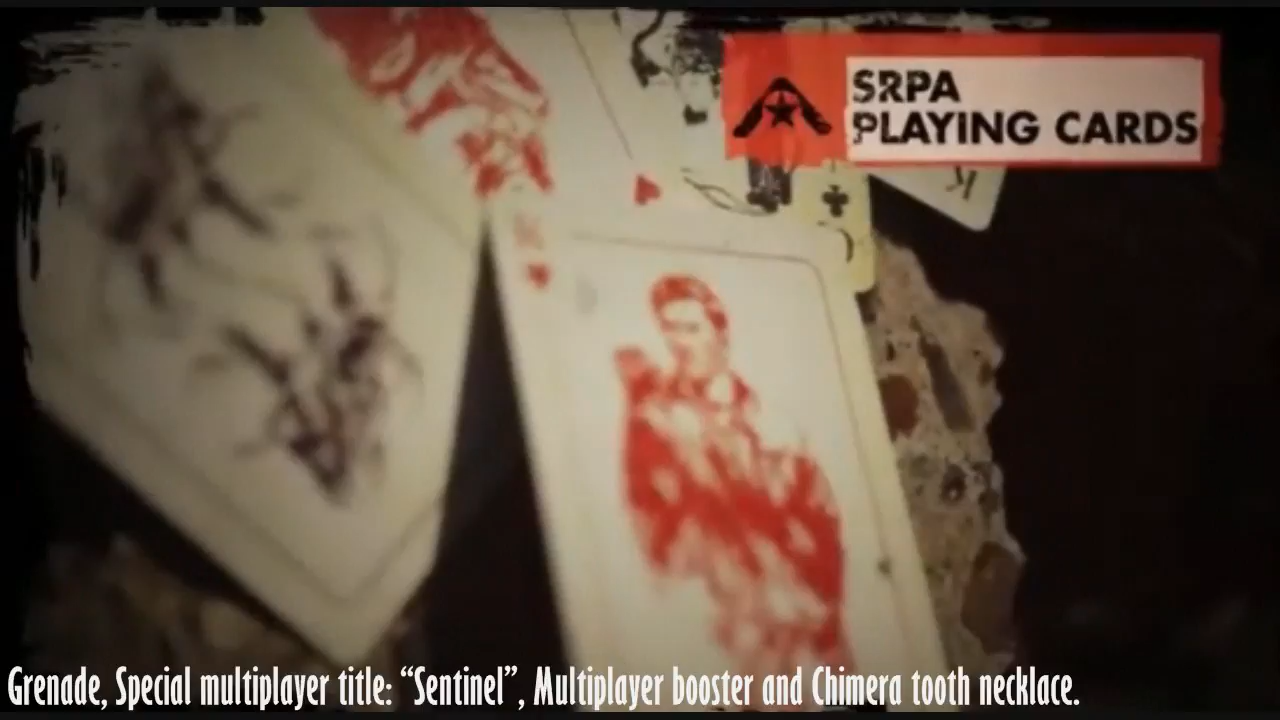 SRPA
PLAYING CARDS
K
K
Grenade, Special multiplayer title: “Sentinel”, Multiplayer booster and Chimera tooth necklace.